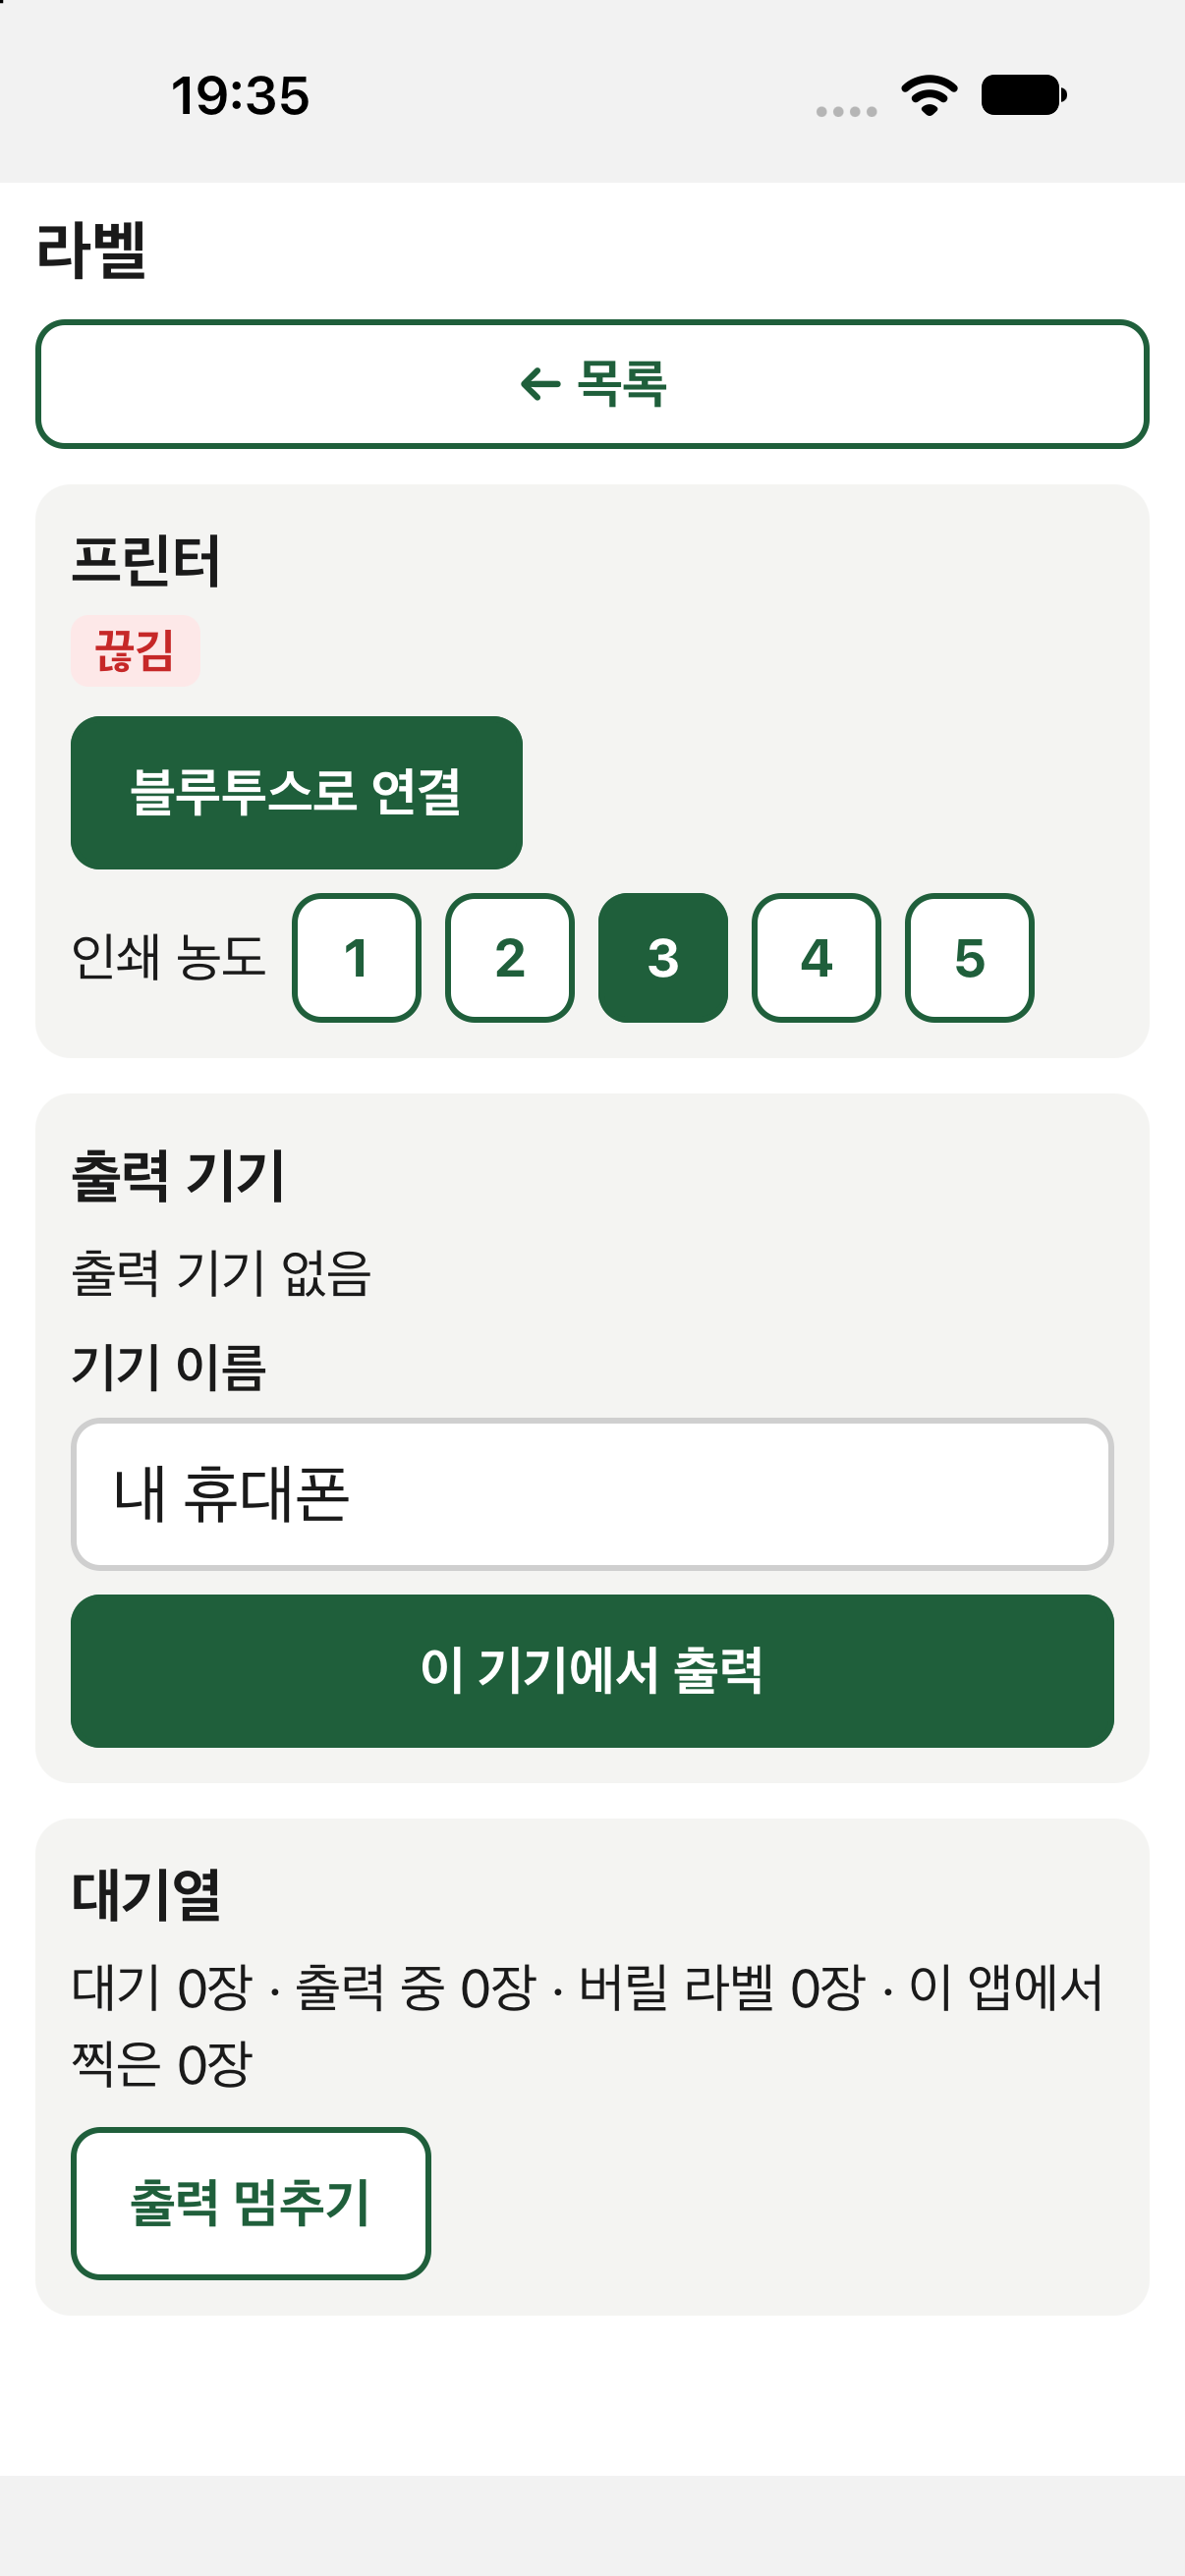 19:35
라벨
← 목록
프린터
끊김
블루투스로 연결
인쇄 농도 1 2 3 4 5
출력 기기
출력 기기 없음
기기 이름
내 휴대폰
이 기기에서 출력
대기열
대기 0장 · 출력 중 0장 · 버릴 라벨 0장 · 이 앱에서
찍은 0장
출력 멈추기